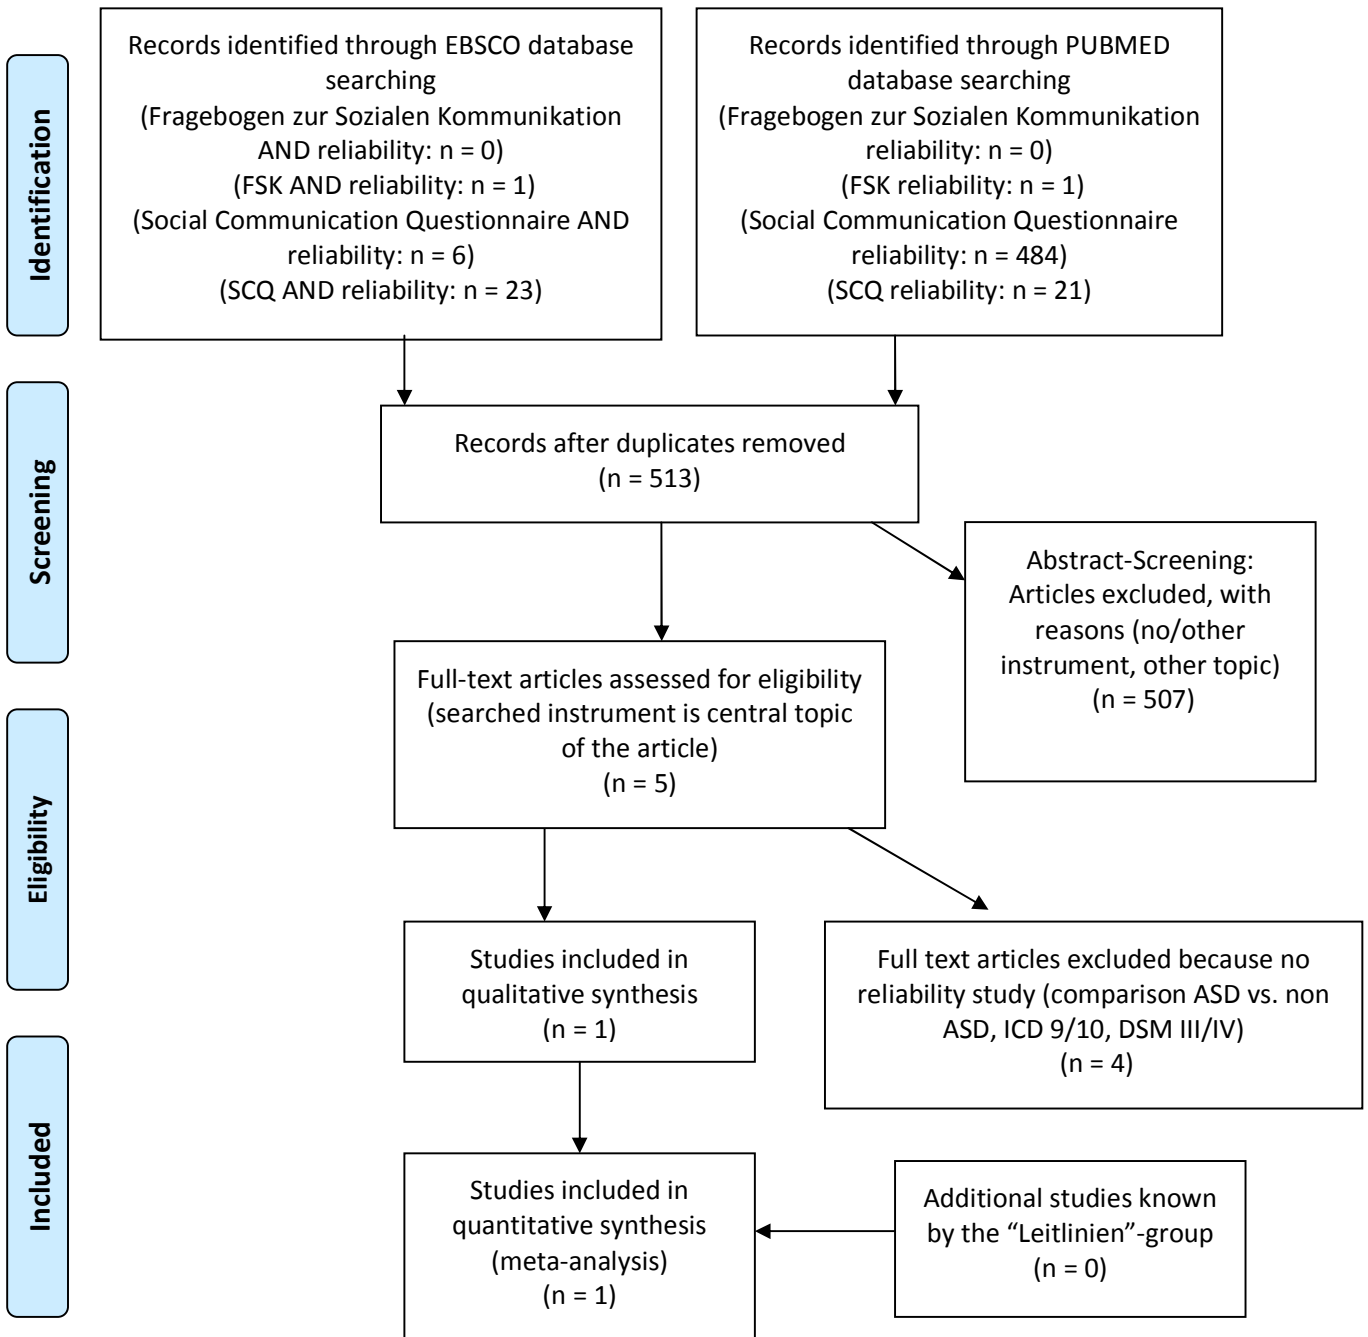 Identification
Records identified through EBSCO database
searching
(Fragebogen zur Sozialen Kommunikation
AND reliability: n = 0)
(FSK AND reliability: n = 1)
(Social Communication Questionnaire AND
reliability: n = 6)
(SCQ AND reliability: n = 23)
Records identified through PUBMED
database searching
(Fragebogen zur Sozialen Kommunikation
reliability: n = 0)
(FSK reliability: n = 1)
(Social Communication Questionnaire
reliability: n = 484)
(SCQ reliability: n = 21)
Screening
Records after duplicates removed
(n = 513)
Abstract-Screening:
Articles excluded, with
reasons (no/other
instrument, other topic)
(n = 507)
Full-text articles assessed for eligibility
(searched instrument is central topic
of the article)
(n = 5)
Eligibility
Studies included in
qualitative synthesis
(n = 1)
Full text articles excluded because no
reliability study (comparison ASD vs. non
ASD, ICD 9/10, DSM III/IV)
(n = 4)
Included
Studies included in
quantitative synthesis
(meta-analysis)
(n = 1)
Additional studies known
by the “Leitlinien”-group
(n = 0)